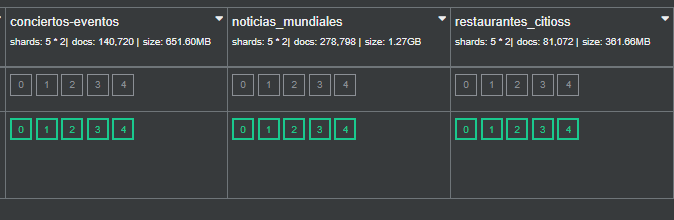 conciertos-eventos
shards: 5 * 2| docs: 140,720 | size: 651.60MB
0 1 2 3 4
0 1 2 3 4
noticias_mundiales
shards: 5 * 2| docs: 278,798 | size: 1.27GB
0 1 2 3 4
0 1 2 3 4
restaurantes_citioss
shards: 5 * 2| docs: 81,072 | size: 361.66MB
0 1 2 3 4
0 1 2 3 4